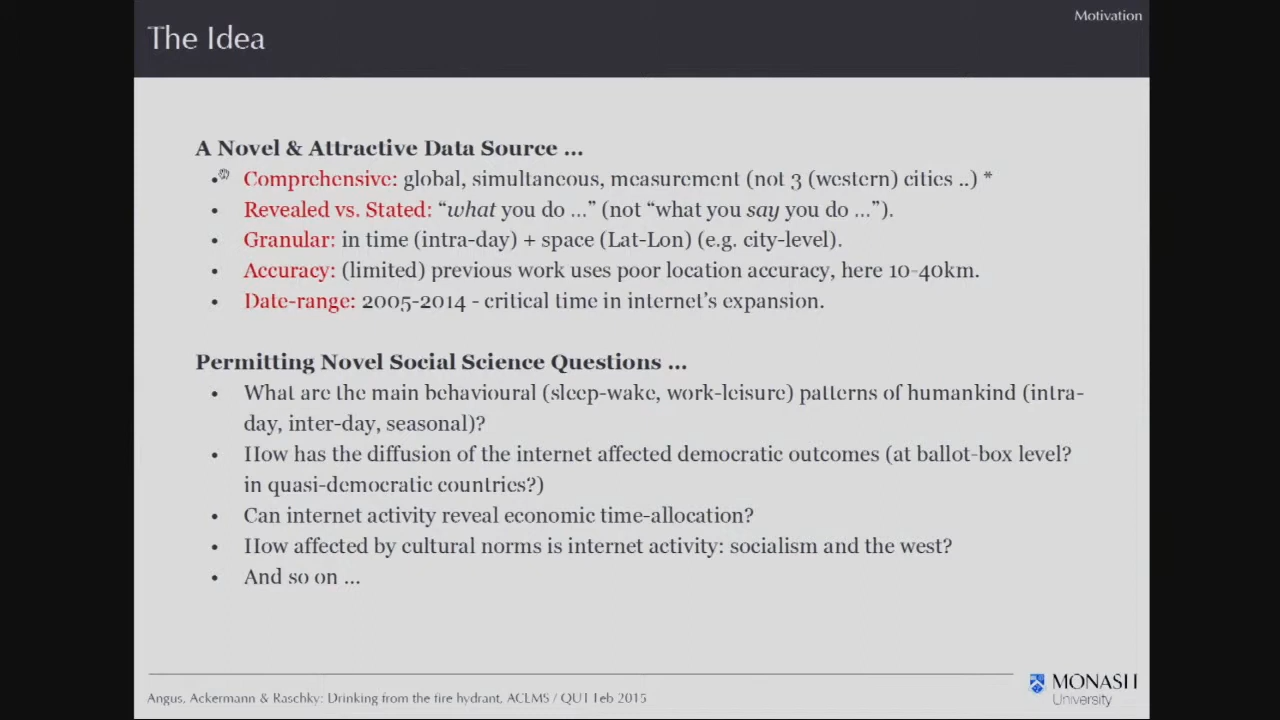 Motivation
The Idea
A Novel & Attractive Data Source ...
• Comprehensive: global, simultaneous, measurement (not 3 (western) cities ..) *
• Revealed vs. Stated: “what you do ...” (not “what you say you do ...”).
• Granular: in time (intra-day) + space (Lat-Lon) (e.g. city-level).
• Accuracy: (limited) previous work uses poor location accuracy, here 10-40km.
• Date-range: 2005-2014 - critical time in internet’s expansion.
Permitting Novel Social Science Questions ...
• What are the main behavioural (sleep-wake, work-leisure) patterns of humankind (intra-
day, inter-day, seasonal)?
• How has the diffusion of the internet affected democratic outcomes (at ballot-box level?
in quasi-democratic countries?)
• Can internet activity reveal economic time-allocation?
• How affected by cultural norms is internet activity: socialism and the west?
• And so on ...
Angus, Ackermann & Raschky: Drinking from the fire hydrant, ACEMS / QUT Feb 2015
MONASH
University